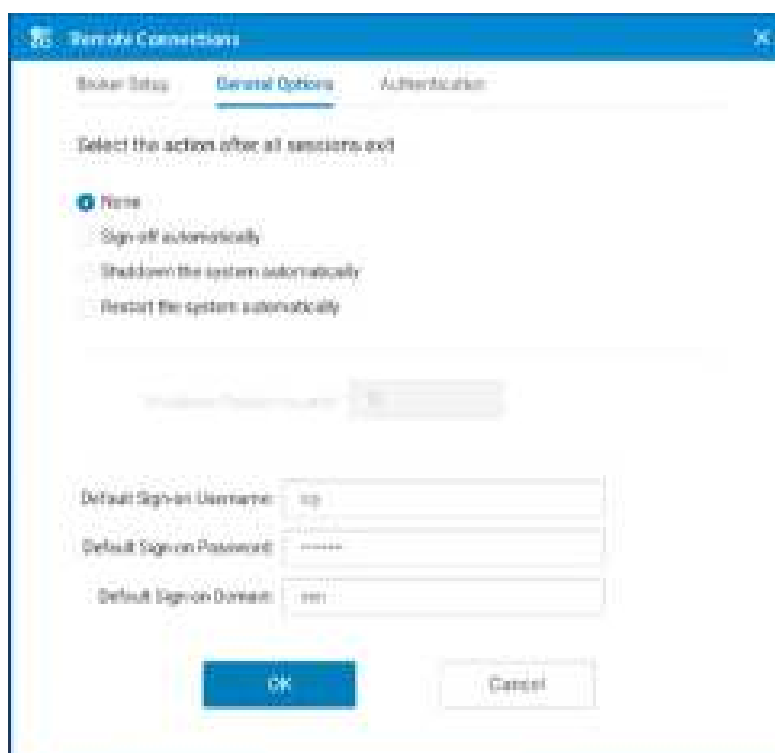 Remote Connections
Broker Setup General Options Authentication
Select the action after all sessions exit
None
Sign-off automatically
Shutdown the system automatically
Restart the system automatically
Default Sign-on Username:
Default Sign-on Password: ••••••
Default Sign-on Domain:
OK Cancel